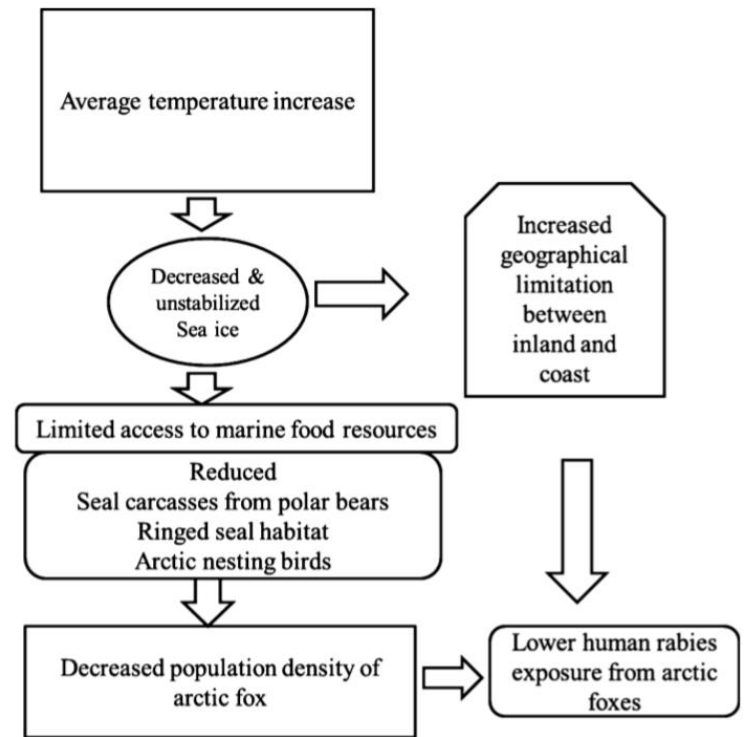 Average temperature increase
Decreased &
unstabilized
Sea ice
Increased
geographical
limitation
between
inland and
coast
Limited access to marine food resources
Reduced
Seal carcasses from polar bears
Ringed seal habitat
Arctic nesting birds
Decreased population density of
arctic fox
Lower human rabies
exposure from arctic
foxes